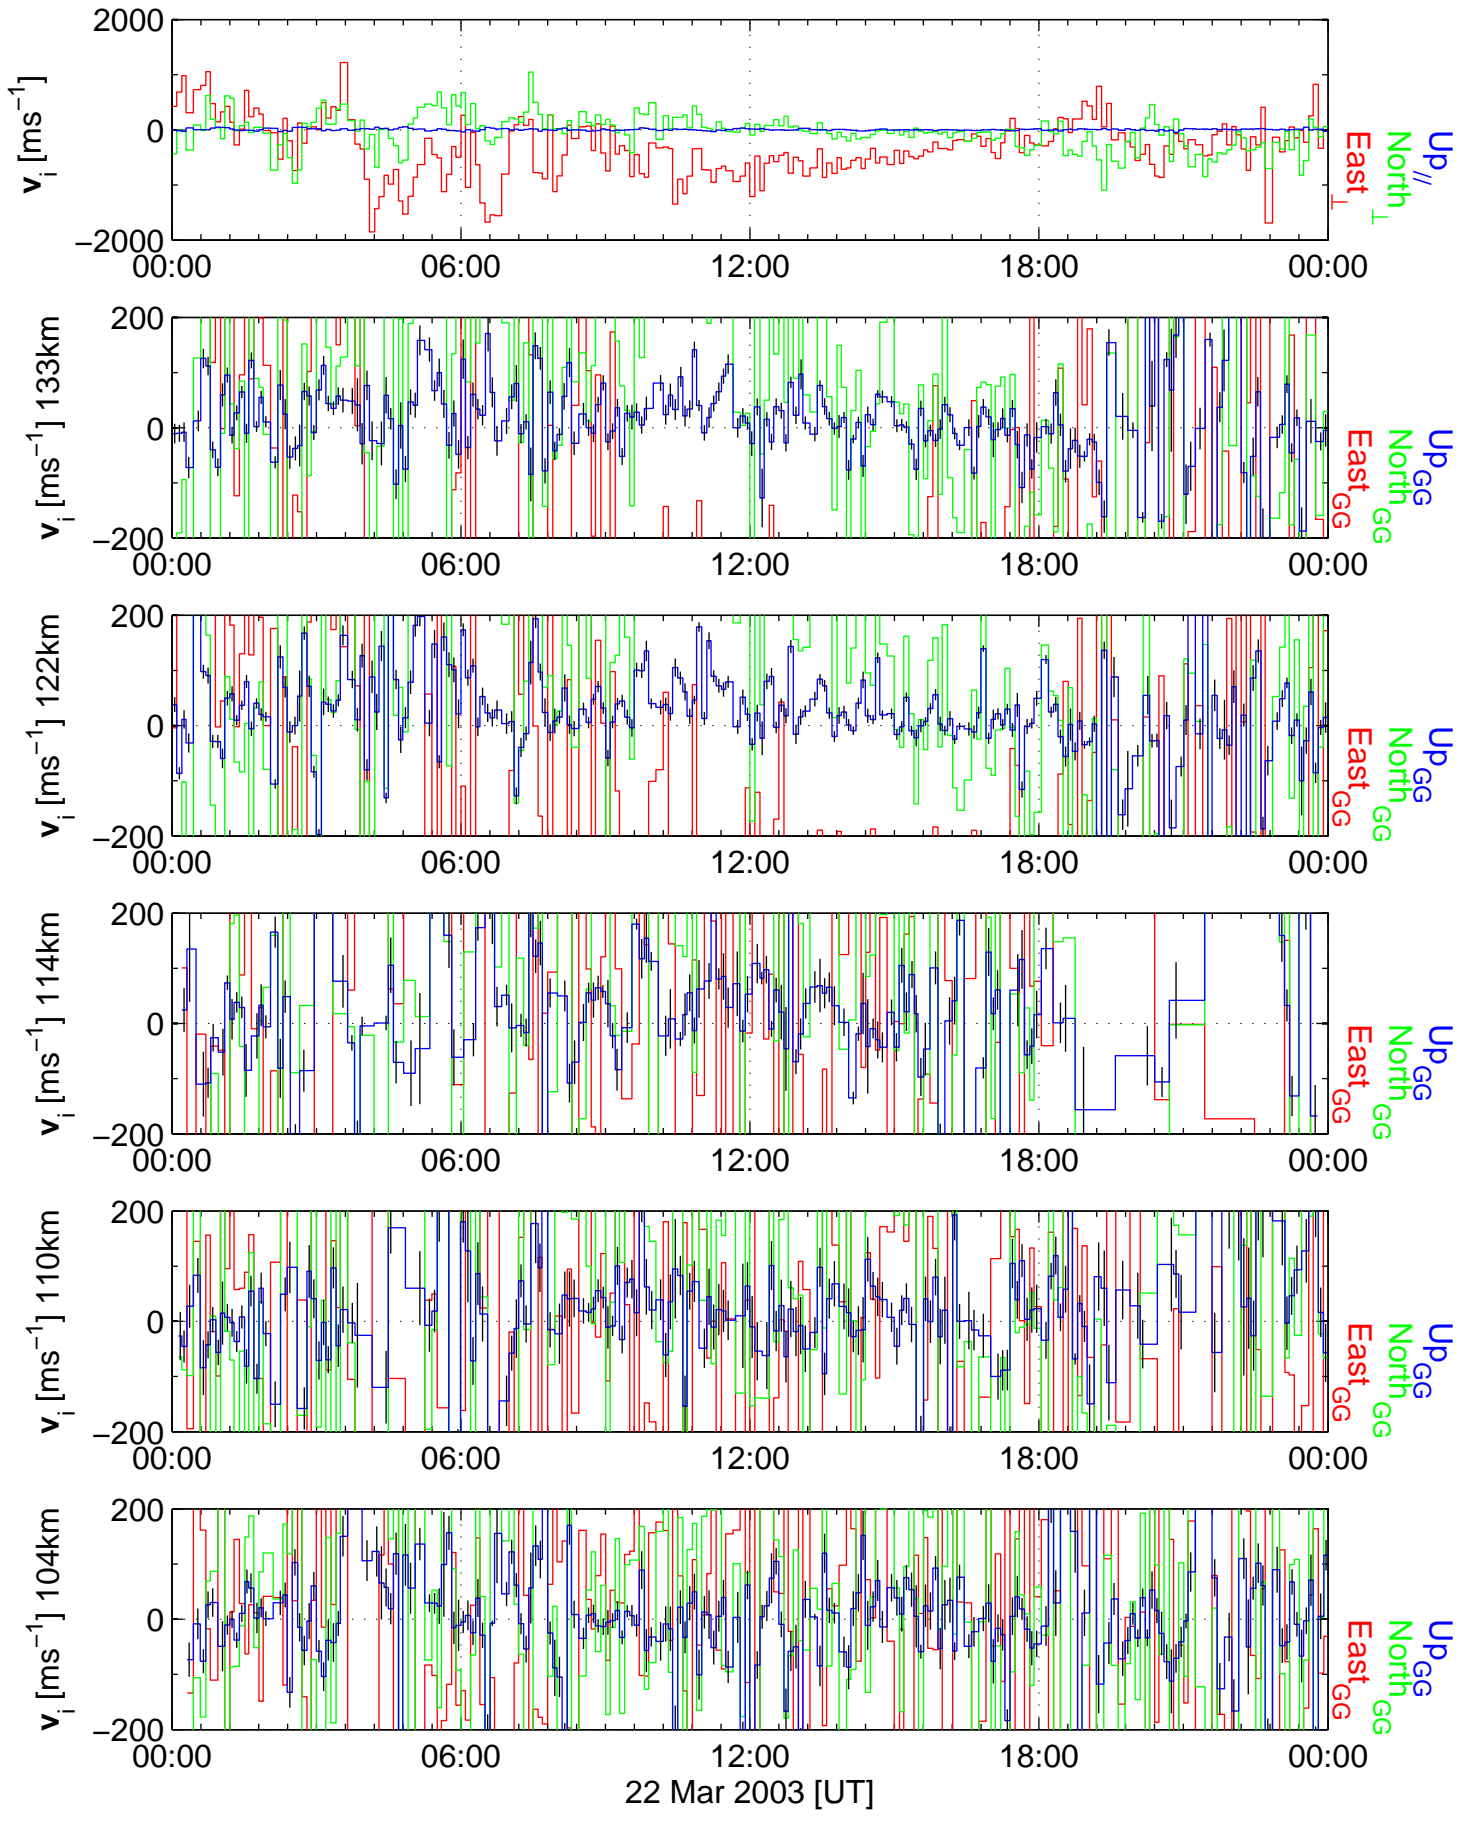 2000
0
−2000
v_i [ms^−1]
00:00 06:00 12:00 18:00 00:00
East_⊥
North_⊥
Up_//
200
0
−200
v_i [ms^−1] 133km
00:00 06:00 12:00 18:00 00:00
East_GG
North_GG
Up_GG
200
0
−200
v_i [ms^−1] 122km
00:00 06:00 12:00 18:00 00:00
East_GG
North_GG
Up_GG
200
0
−200
v_i [ms^−1] 114km
00:00 06:00 12:00 18:00 00:00
East_GG
North_GG
Up_GG
200
0
−200
v_i [ms^−1] 110km
00:00 06:00 12:00 18:00 00:00
East_GG
North_GG
Up_GG
200
0
−200
v_i [ms^−1] 104km
00:00 06:00 12:00 18:00 00:00
East_GG
North_GG
Up_GG
22 Mar 2003 [UT]